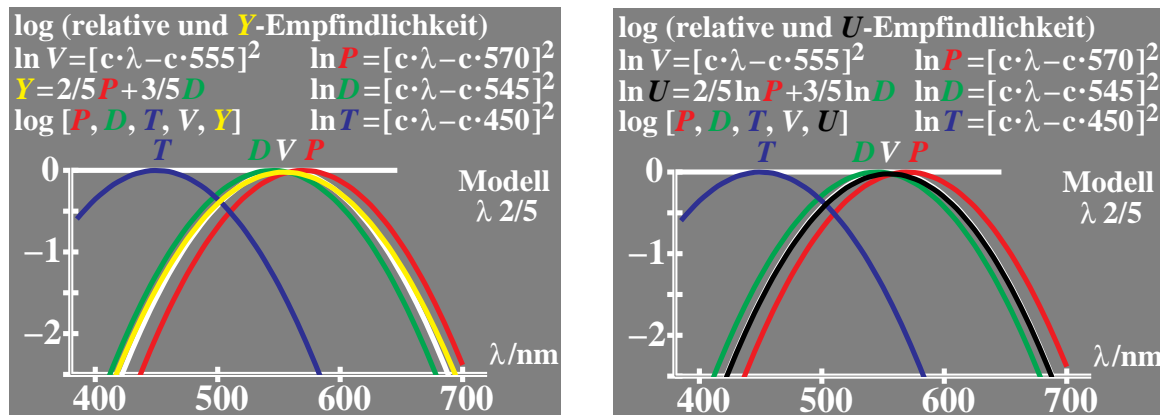 log (relative und Y-Empfindlichkeit)
ln V=[c·λ–c·555]² lnP=[c·λ–c·570]²
Y=2/5P+3/5D lnD=[c·λ–c·545]²
log [P, D, T, V, Y] lnT=[c·λ–c·450]²
T D V P
0
Modell
λ 2/5
−1
−2
λ/nm
400 500 600 700
log (relative und U-Empfindlichkeit)
ln V=[c·λ–c·555]² lnP=[c·λ–c·570]²
lnU=2/5lnP+3/5lnD lnD=[c·λ–c·545]²
log [P, D, T, V, U] lnT=[c·λ–c·450]²
T D V P
0
Modell
λ 2/5
−1
−2
λ/nm
400 500 600 700